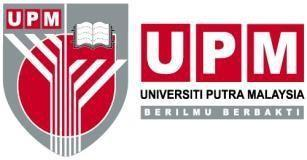 UPM
UPM
UNIVERSITI PUTRA MALAYSIA
BERILMU BERBAKTI